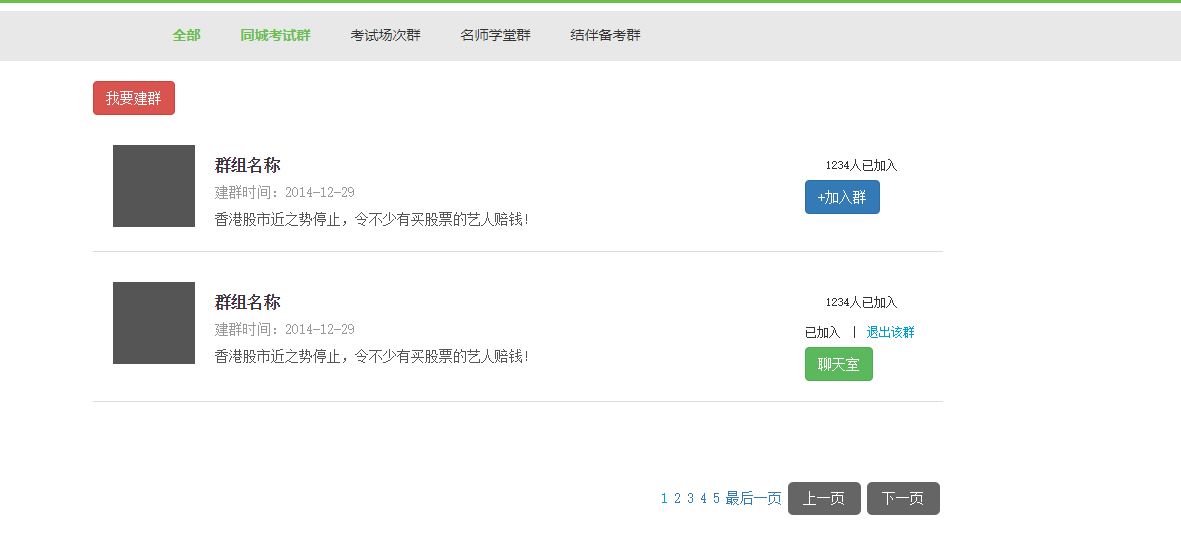 全部 同城考试群 考试场次群 名师学堂群 结伴备考群
我要建群
群组名称
1234人已加入
建群时间：2014-12-29
+加入群
香港股市近之势停止，令不少有买股票的艺人赔钱！
群组名称
1234人已加入
建群时间：2014-12-29
已加入 | 退出该群
香港股市近之势停止，令不少有买股票的艺人赔钱！
聊天室
1 2 3 4 5 最后一页 上一页 下一页